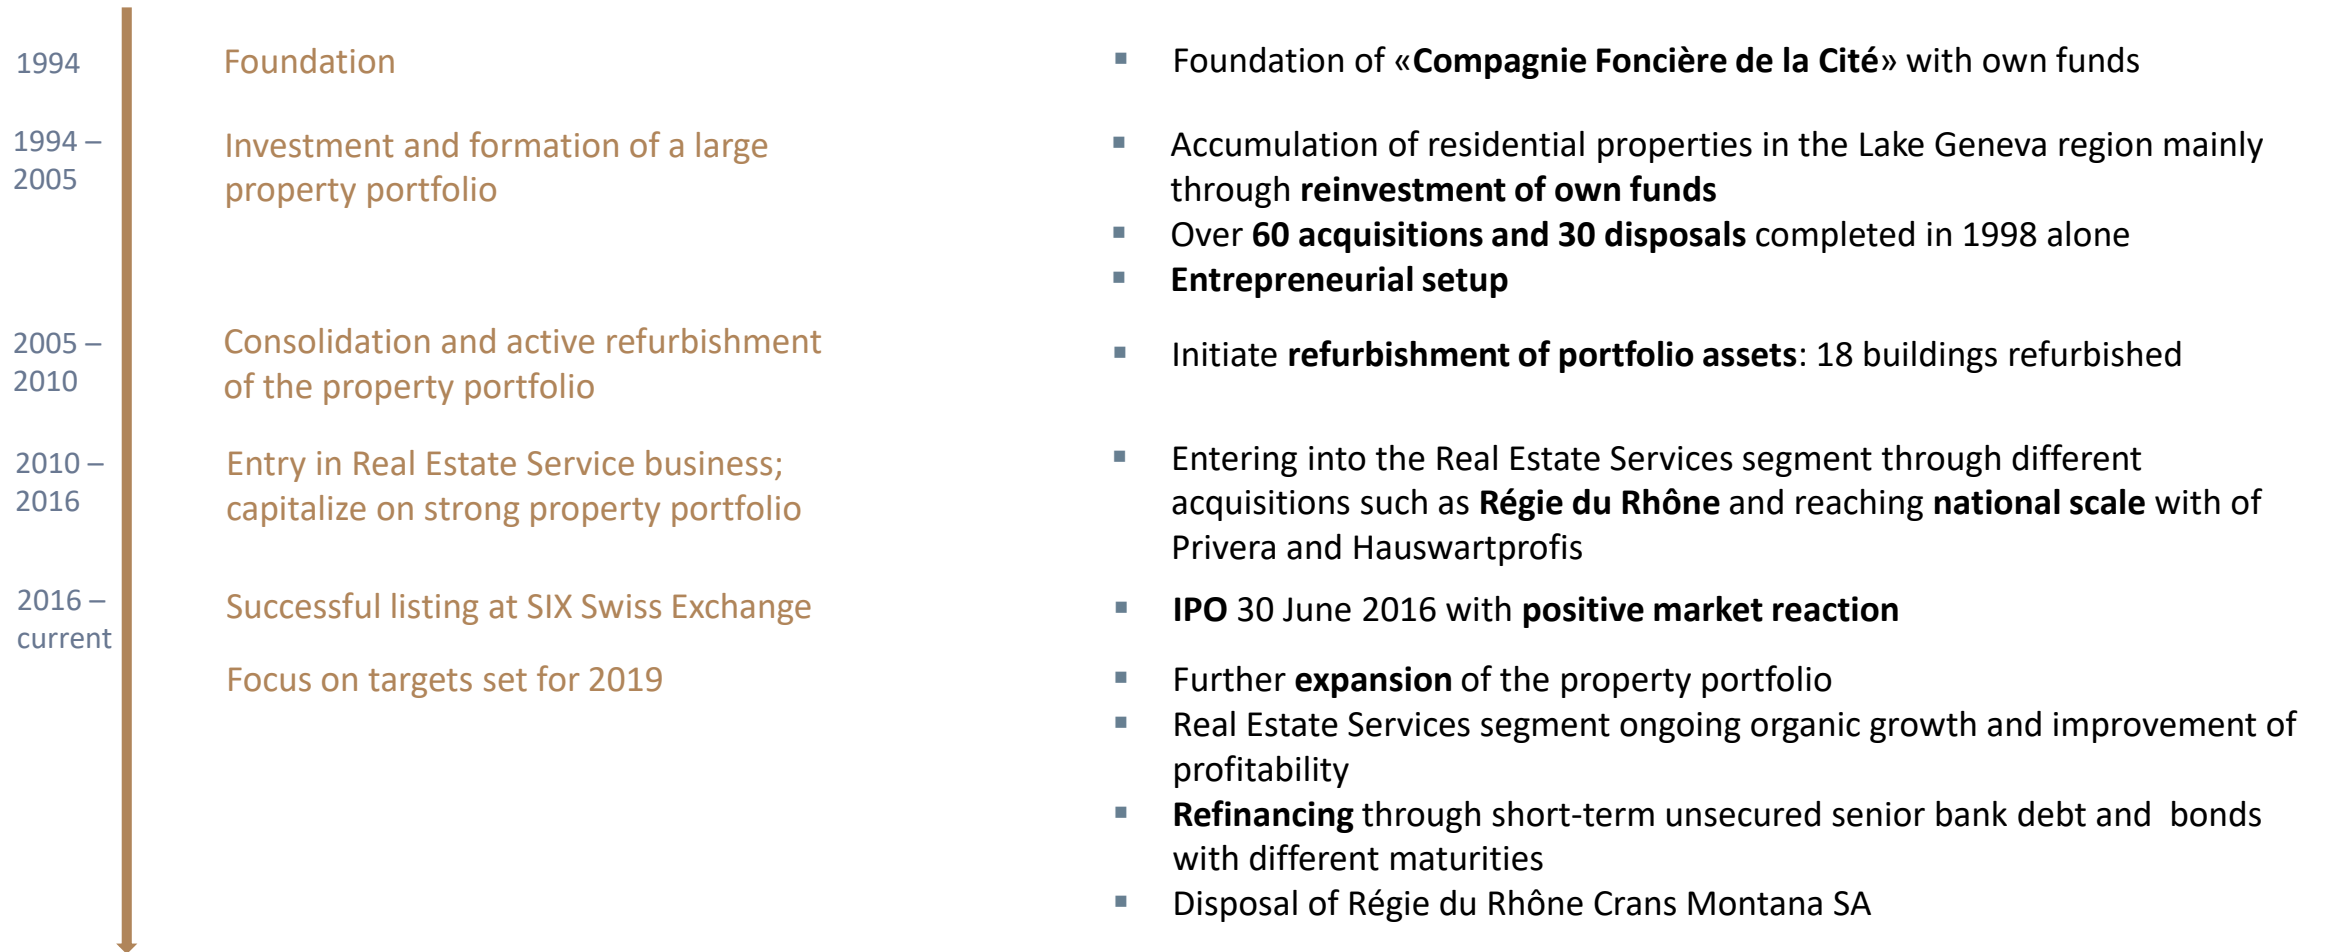 1994
Foundation
▪ Foundation of «Compagnie Foncière de la Cité» with own funds
1994 –
2005
Investment and formation of a large
property portfolio
▪ Accumulation of residential properties in the Lake Geneva region mainly
through reinvestment of own funds
▪ Over 60 acquisitions and 30 disposals completed in 1998 alone
▪ Entrepreneurial setup
2005 –
2010
Consolidation and active refurbishment
of the property portfolio
▪ Initiate refurbishment of portfolio assets: 18 buildings refurbished
2010 –
2016
Entry in Real Estate Service business;
capitalize on strong property portfolio
▪ Entering into the Real Estate Services segment through different
acquisitions such as Régie du Rhône and reaching national scale with of
Privera and Hauswartprofis
2016 –
current
Successful listing at SIX Swiss Exchange
▪ IPO 30 June 2016 with positive market reaction
Focus on targets set for 2019
▪ Further expansion of the property portfolio
▪ Real Estate Services segment ongoing organic growth and improvement of
profitability
▪ Refinancing through short-term unsecured senior bank debt and  bonds
with different maturities
▪ Disposal of Régie du Rhône Crans Montana SA